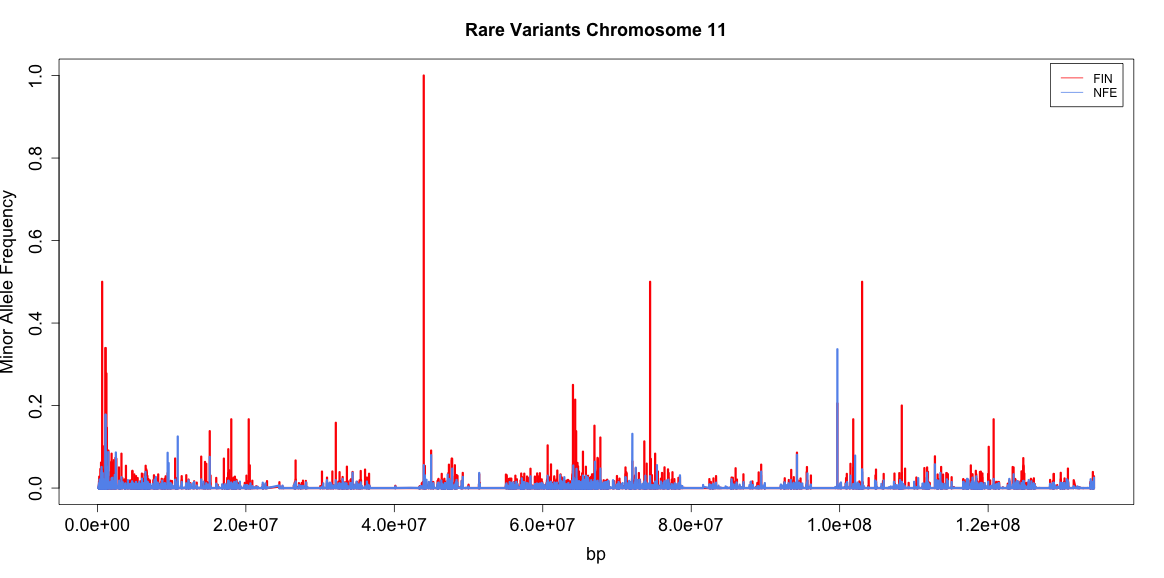 Rare Variants Chromosome 11
FIN
NFE
Minor Allele Frequency
1.0
0.8
0.6
0.4
0.2
0.0
0.0e+00 2.0e+07 4.0e+07 6.0e+07 8.0e+07 1.0e+08 1.2e+08
bp